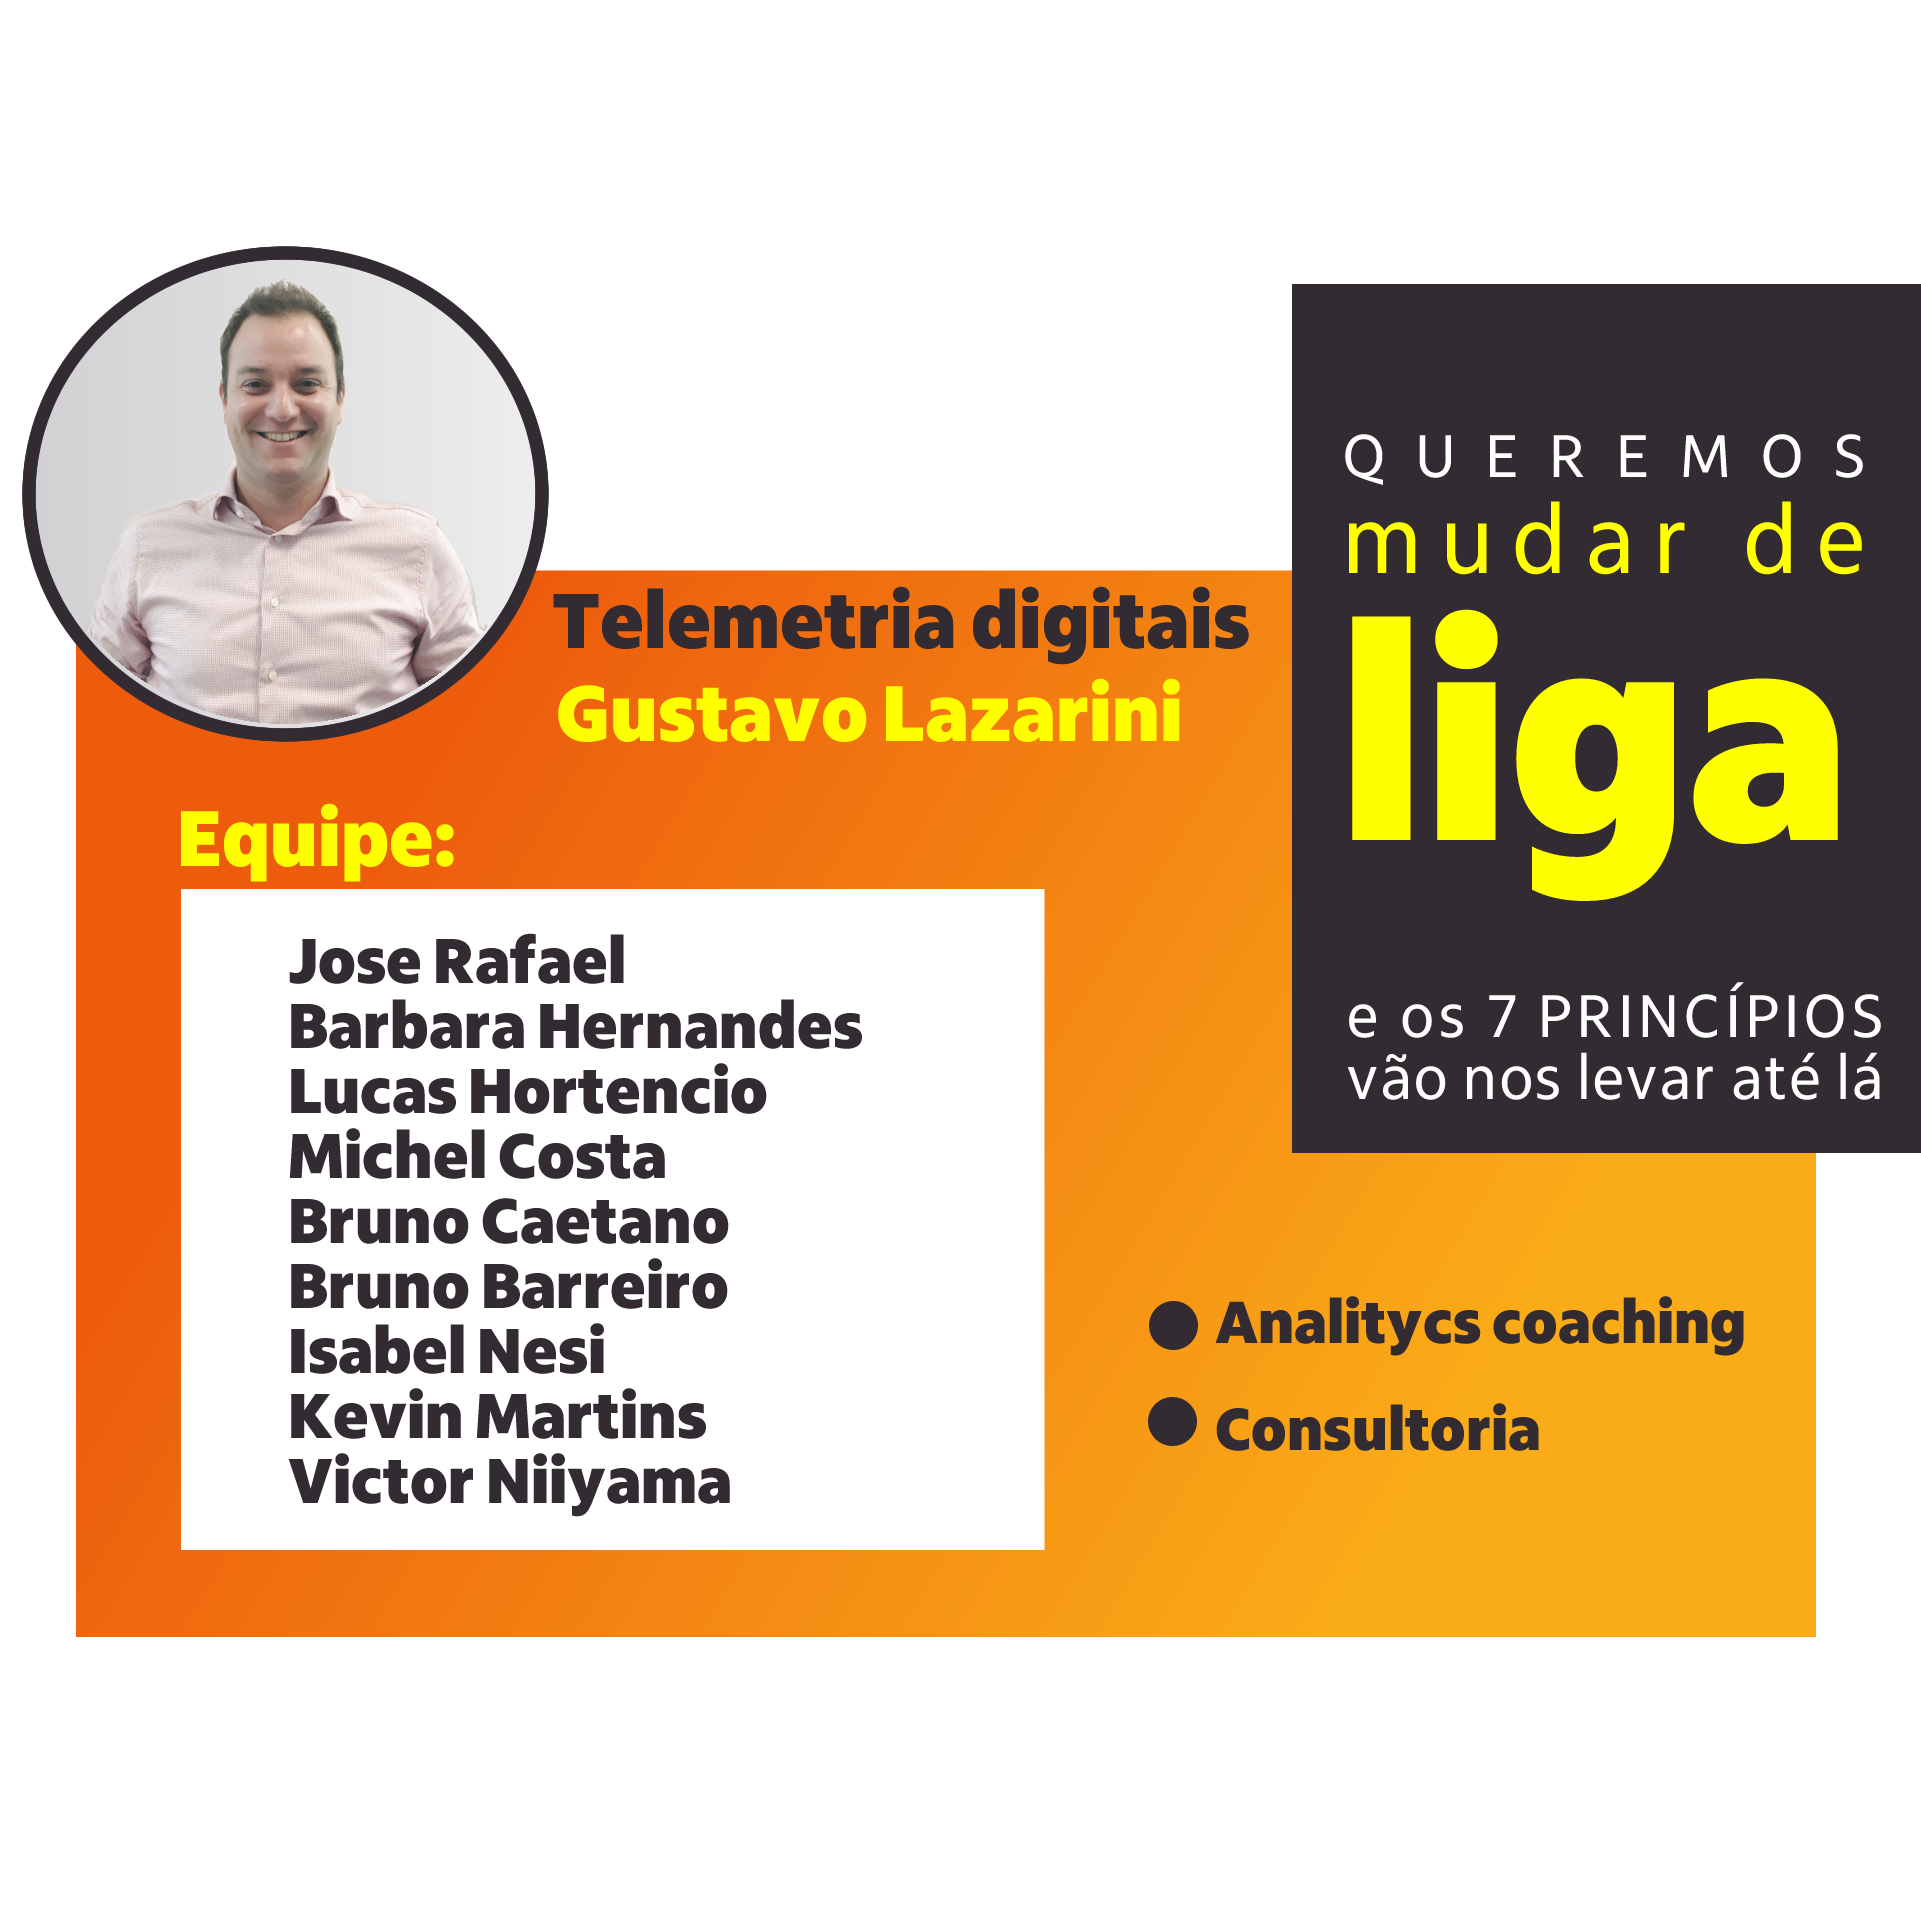 QUEREMOS
mudar de
liga
e os 7 PRINCÍPIOS
vão nos levar até lá
Telemetria digitais
Gustavo Lazarini
Equipe:
Jose Rafael
Barbara Hernandes
Lucas Hortencio
Michel Costa
Bruno Caetano
Bruno Barreiro
Isabel Nesi
Kevin Martins
Victor Niiyama
Analitycs coaching
Consultoria